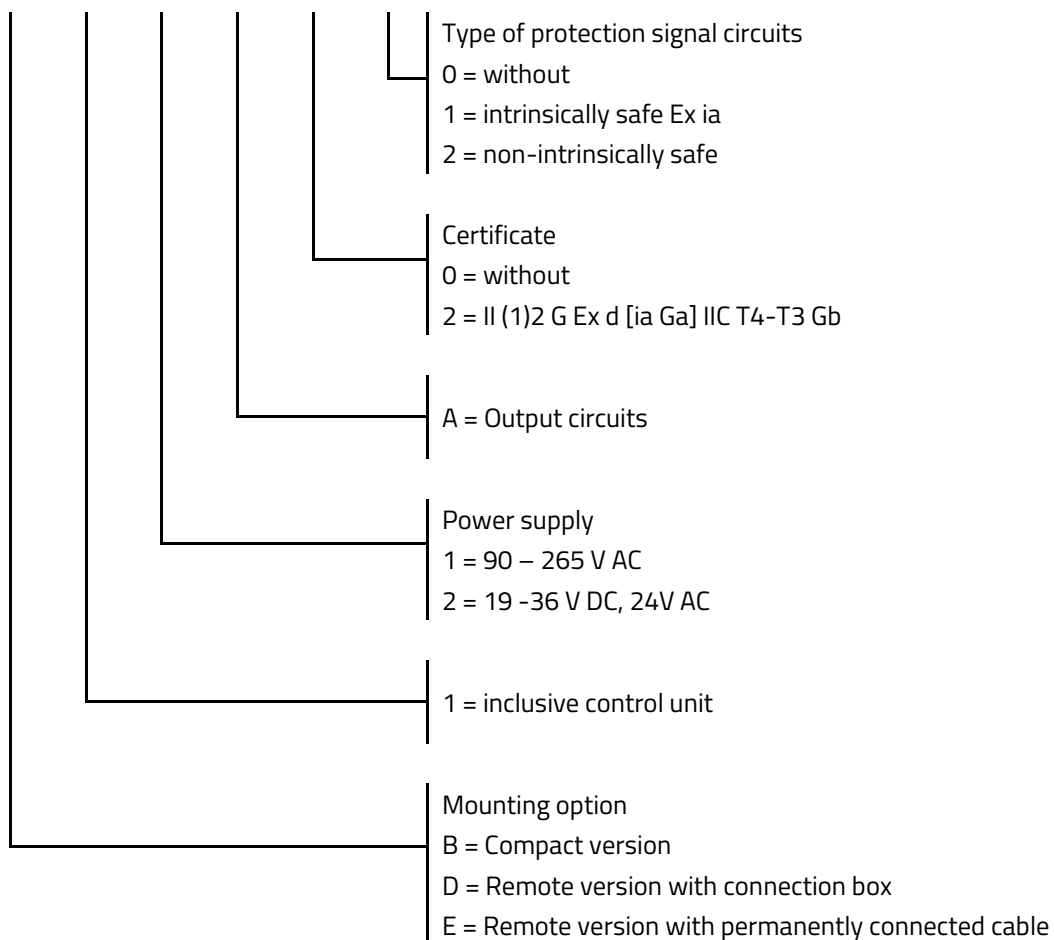 Type of protection signal circuits
0 = without
1 = intrinsically safe Ex ia
2 = non-intrinsically safe
Certificate
0 = without
2 = II (1)2 G Ex d [ia Ga] IIC T4-T3 Gb
A = Output circuits
Power supply
1 = 90 – 265 V AC
2 = 19 -36 V DC, 24V AC
1 = inclusive control unit
Mounting option
B = Compact version
D = Remote version with connection box
E = Remote version with permanently connected cable